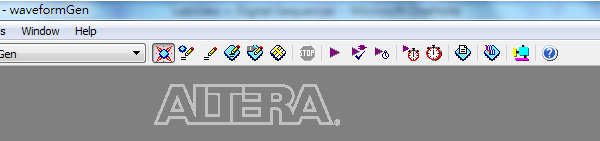 - waveformGen
s Window Help
Gen
STOP
ALTERA.